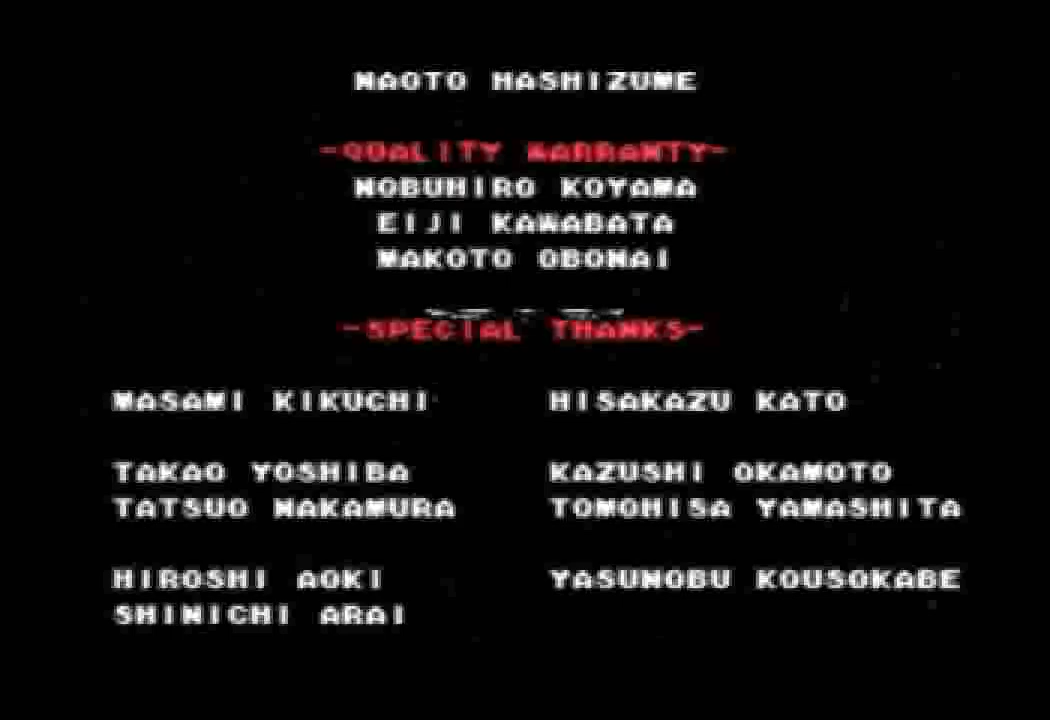 NAOTO HASHIZUME
-QUALITY WARRANTY-
NOBUHIRO KOYAMA
EIJI KAWABATA
MAKOTO OBONAI
-SPECIAL THANKS-
MASAMI KIKUCHI HISAKAZU KATO
TAKAO YOSHIBA KAZUSHI OKAMOTO
TATSUO NAKAMURA TOMOHISA YAMASHITA
HIROSHI AOKI YASUNOBU KOUSOKABE
SHINICHI ARAI